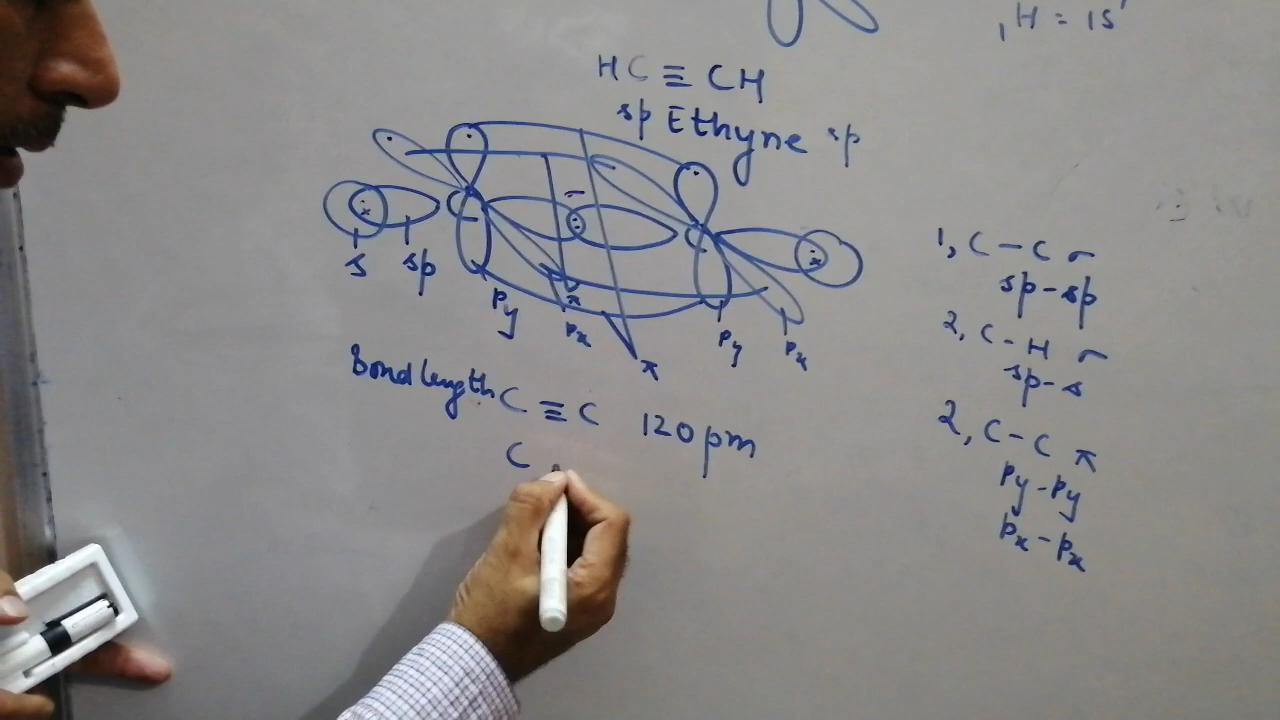 , H = 1S'
HC ≡ CH
sp Ethyne sp
s sp
py px π
π
py px
Bond length C ≡ C 120 pm
C
1, C – C σ
sp-sp
2, C – H σ
sp-s
2, C – C π
py-py
px-px